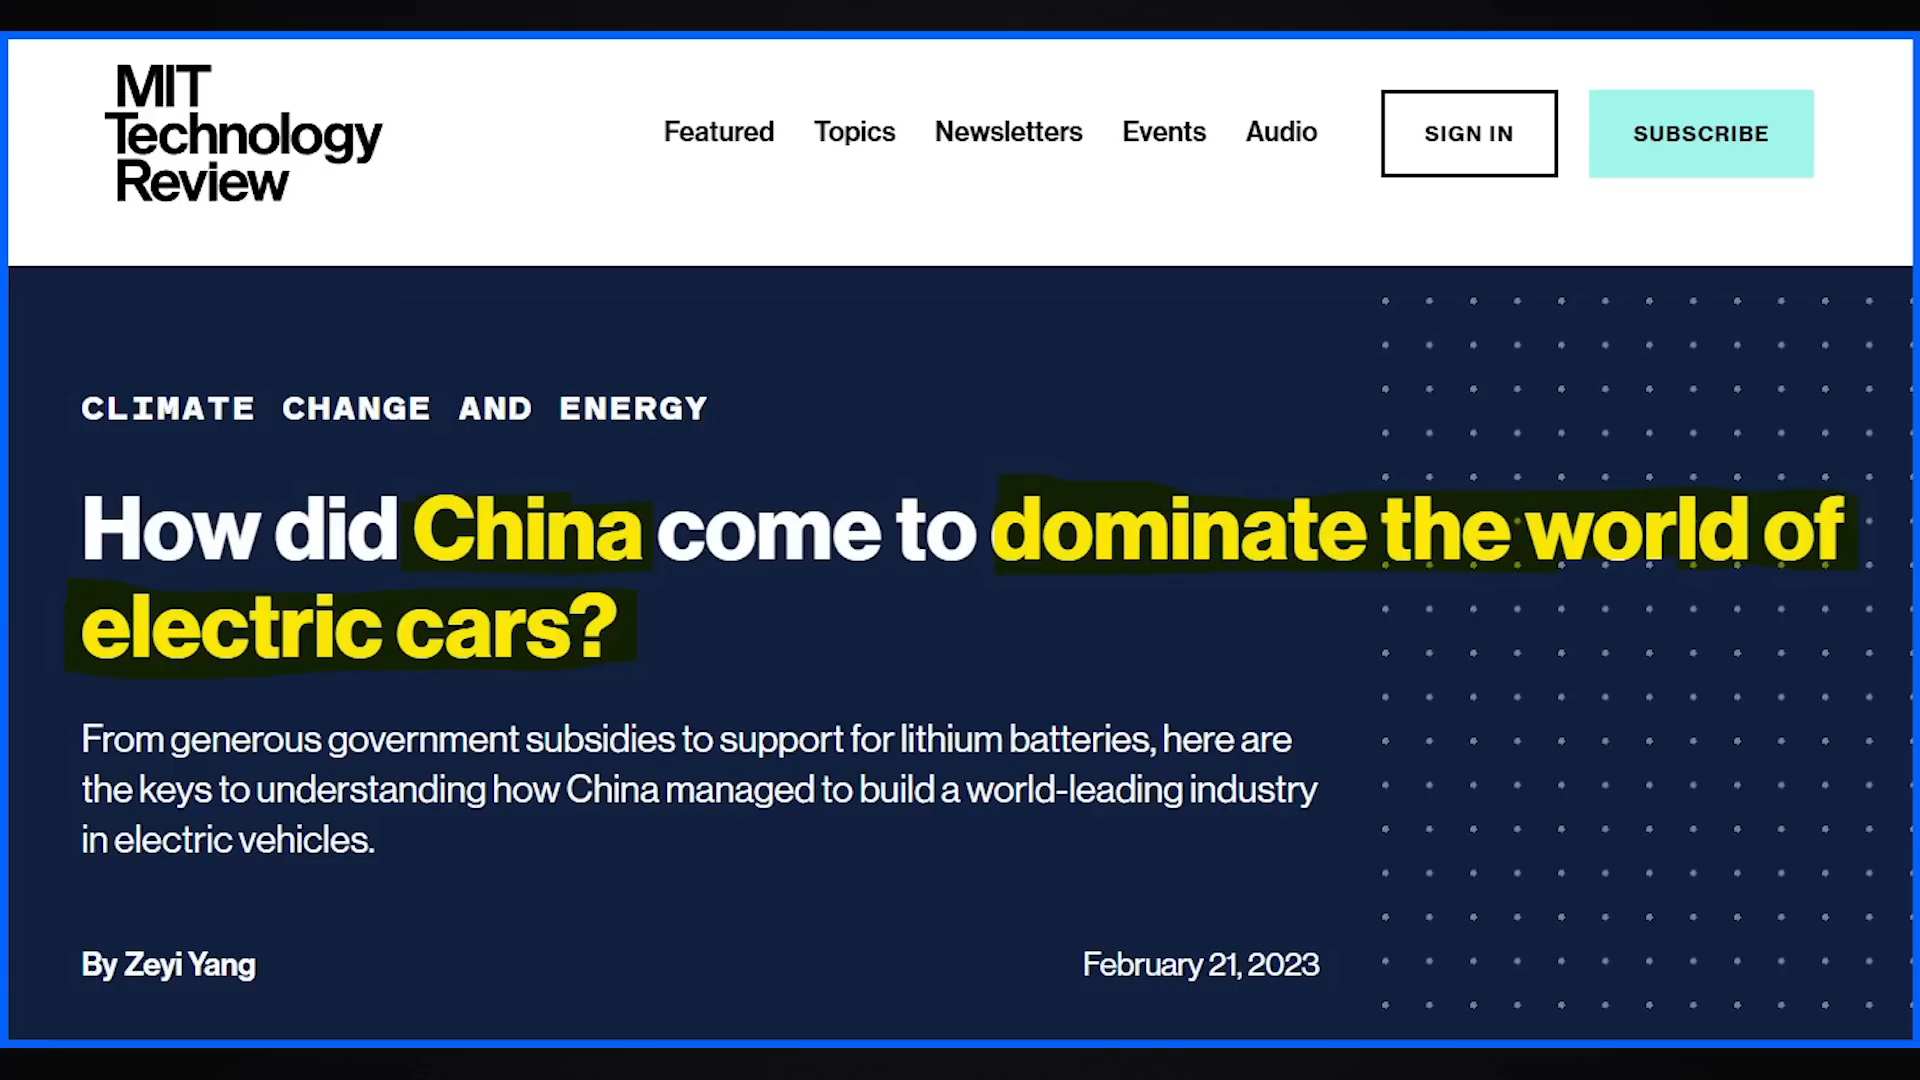 MIT
Technology
Review
Featured Topics Newsletters Events Audio SIGN IN SUBSCRIBE
CLIMATE CHANGE AND ENERGY
How did China come to dominate the world of
electric cars?
From generous government subsidies to support for lithium batteries, here are
the keys to understanding how China managed to build a world-leading industry
in electric vehicles.
By Zeyi Yang February 21, 2023